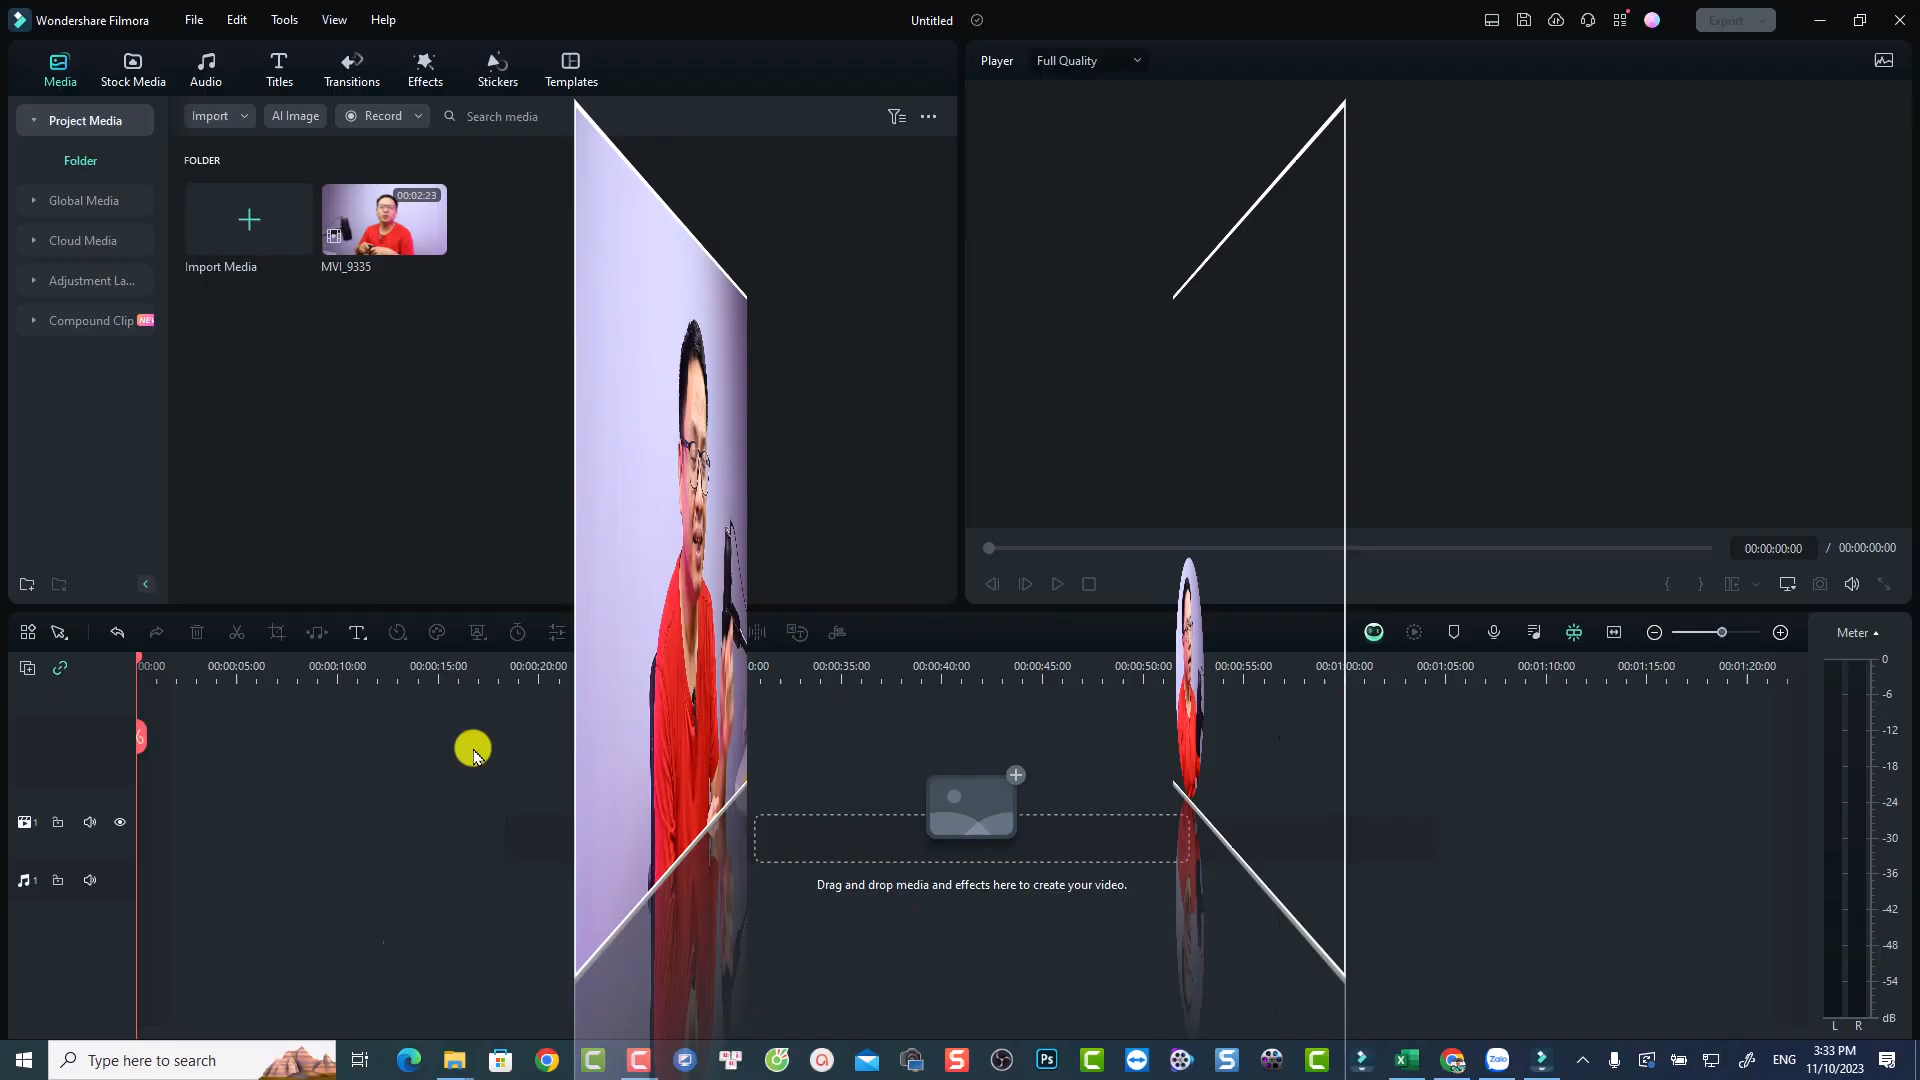 Wondershare Filmora
File
Edit
Tools
View
Help
Untitled
Export
Media
Stock Media
Audio
Titles
Transitions
Effects
Stickers
Templates
Player
Full Quality
Project Media
Folder
Global Media
Cloud Media
Adjustment La...
Compound Clip
NEW
Import
AI Image
Record
Search media
FOLDER
00:02:23
Import Media
MVI_9335
00:00:00:00 / 00:00:00:00
Meter
00:00
00:00:05:00
00:00:10:00
00:00:15:00
00:00:20:00
0:00
00:00:35:00
00:00:40:00
00:00:45:00
00:00:50:00
00:00:55:00
00:01:00:00
00:01:05:00
00:01:10:00
00:01:15:00
00:01:20:00
1
1
Drag and drop media and effects here to create your video.
0
-6
-12
-18
-24
-30
-36
-42
-48
-54
dB
L
R
Type here to search
Ps
Zalo
ENG
3:33 PM
11/10/2023